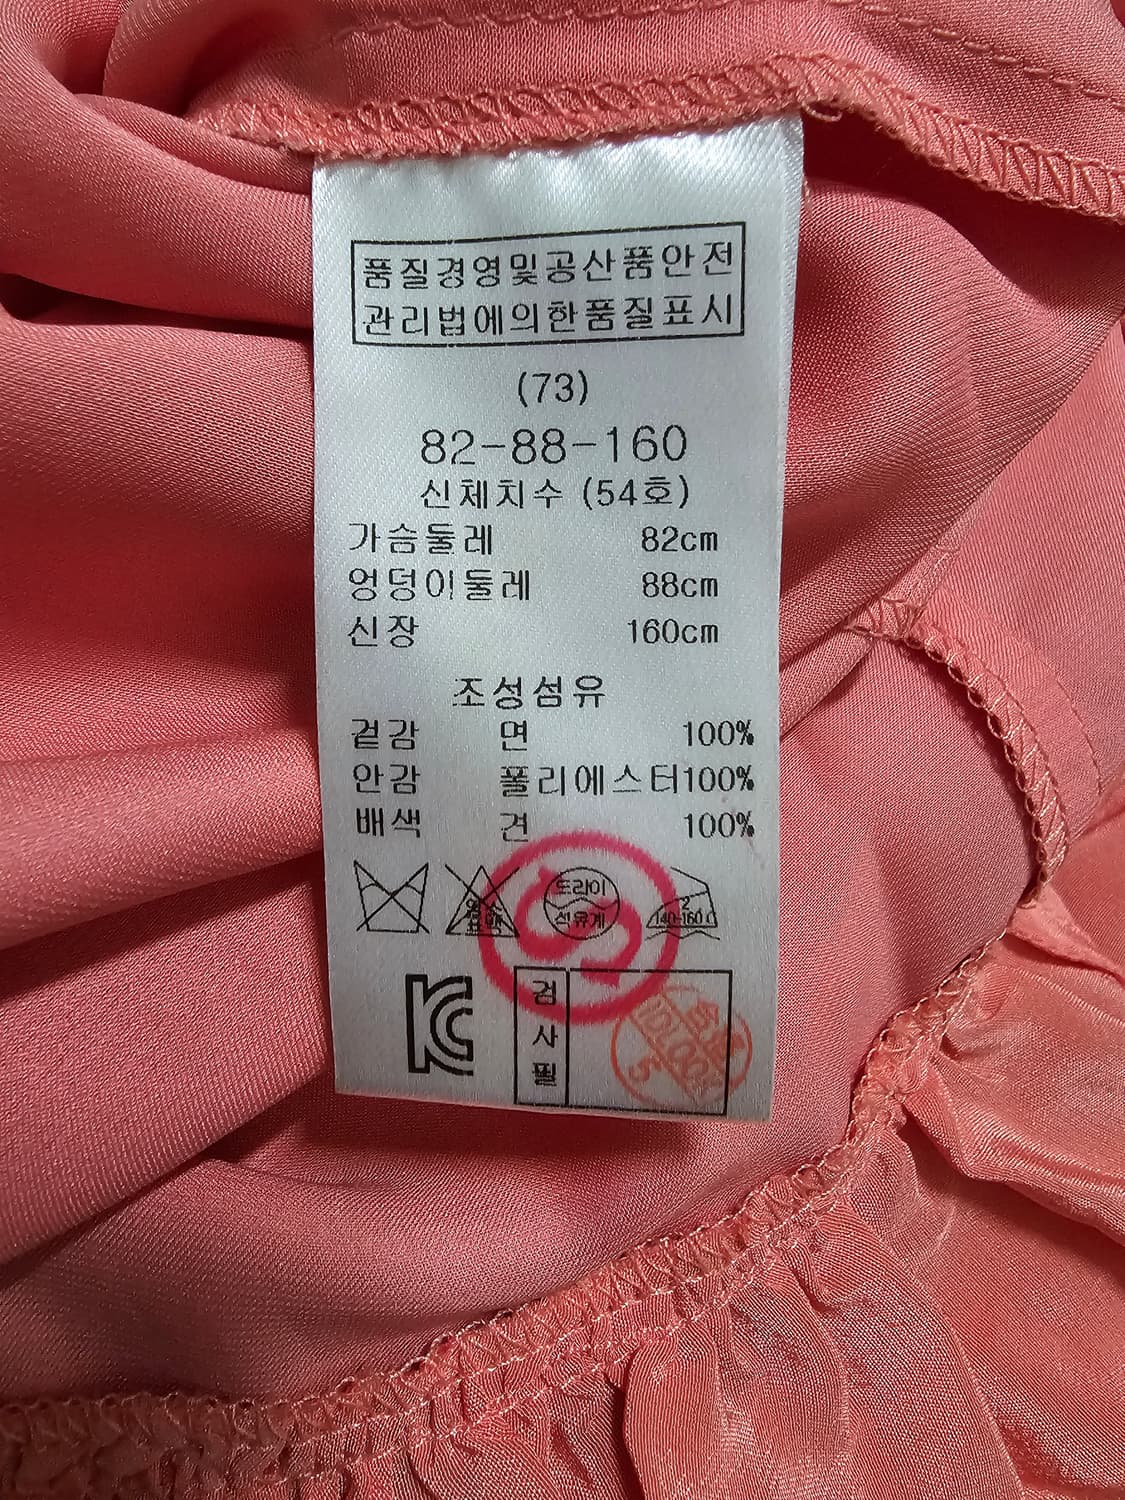 품질경영및공산품안전
관리법에의한품질표시
(73)
82-88-160
신체치수 (54호)
가슴둘레 82cm
엉덩이둘레 88cm
신장 160cm
조성섬유
겉감 면 100%
안감 폴리에스터100%
배색 견 100%
드라이
석유계
2
140-160℃
검
사
필
5